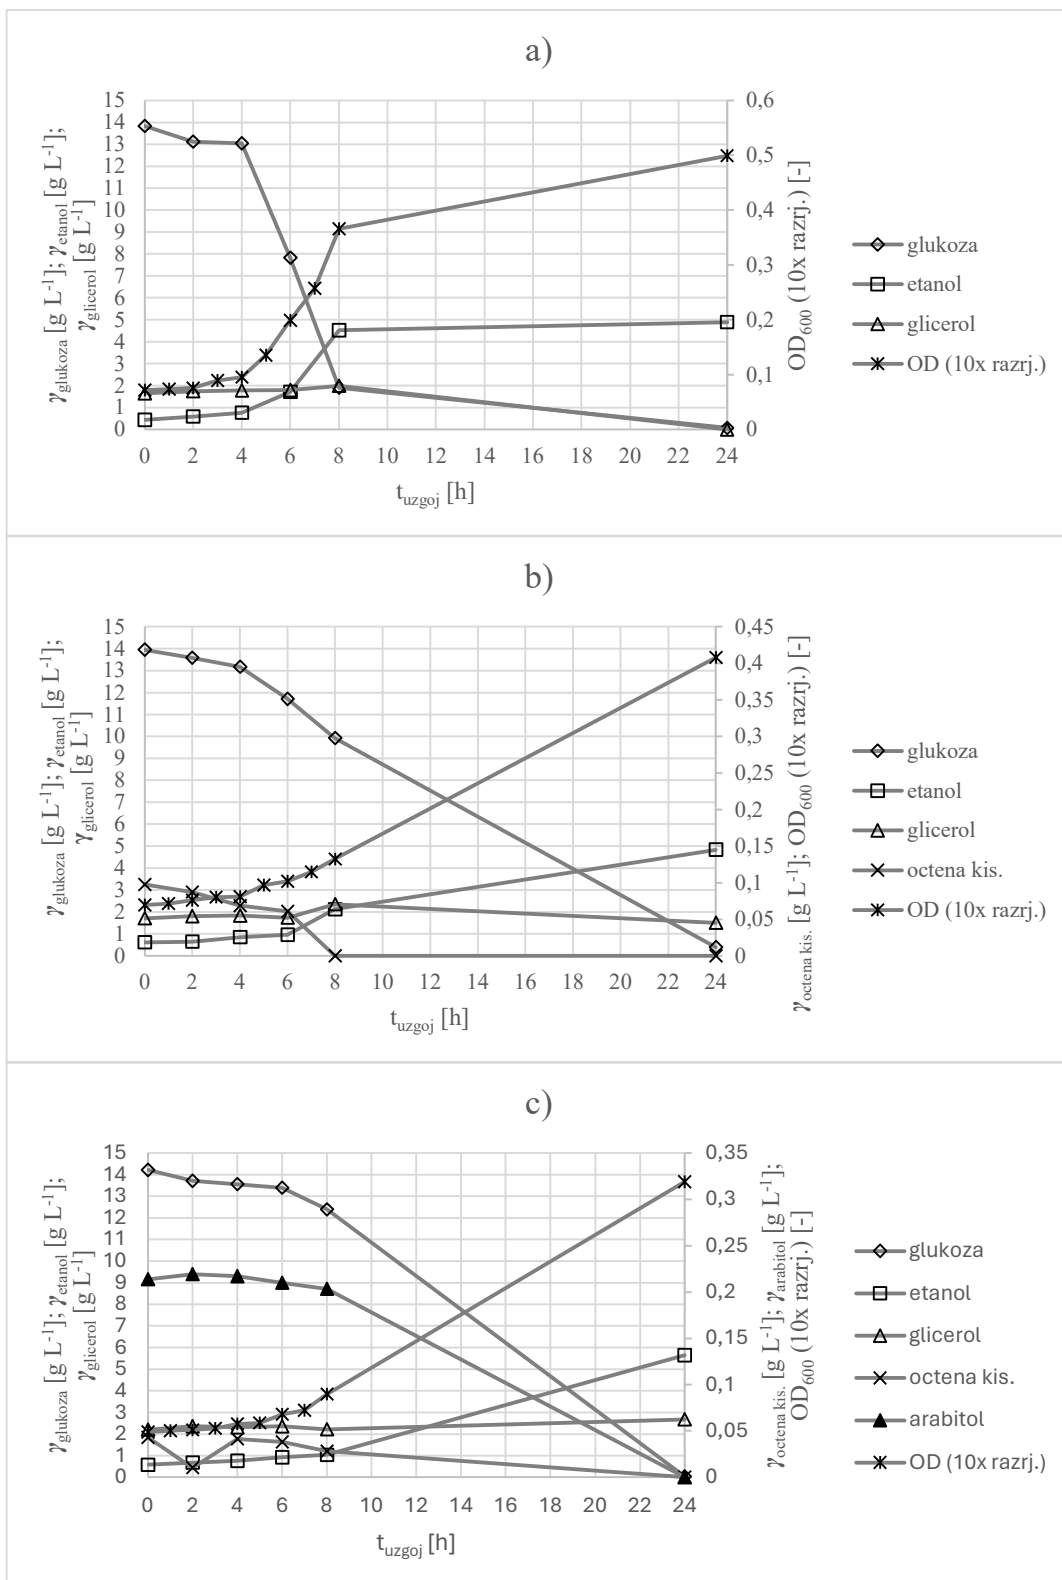 a)
γglukoza [g L-1]; γetanol [g L-1];
γglicerol [g L-1]
15
14
13
12
11
10
9
8
7
6
5
4
3
2
1
0
0,6
0,5
0,4
0,3
0,2
0,1
0
OD600 (10x razrj.) [-]
0 2 4 6 8 10 12 14 16 18 20 22 24
tuzgoj [h]
glukoza
etanol
glicerol
OD (10x razrj.)
b)
γglukoza [g L-1]; γetanol [g L-1];
γglicerol [g L-1]
15
14
13
12
11
10
9
8
7
6
5
4
3
2
1
0
0,45
0,4
0,35
0,3
0,25
0,2
0,15
0,1
0,05
0
γoctena kis. [g L-1]; OD600 (10x razrj.) [-]
0 2 4 6 8 10 12 14 16 18 20 22 24
tuzgoj [h]
glukoza
etanol
glicerol
octena kis.
OD (10x razrj.)
c)
γglukoza [g L-1]; γetanol [g L-1];
γglicerol [g L-1]
15
14
13
12
11
10
9
8
7
6
5
4
3
2
1
0
0,35
0,3
0,25
0,2
0,15
0,1
0,05
0
γoctena kis. [g L-1]; γarabitol [g L-1];
OD600 (10x razrj.) [-]
0 2 4 6 8 10 12 14 16 18 20 22 24
tuzgoj [h]
glukoza
etanol
glicerol
octena kis.
arabitol
OD (10x razrj.)